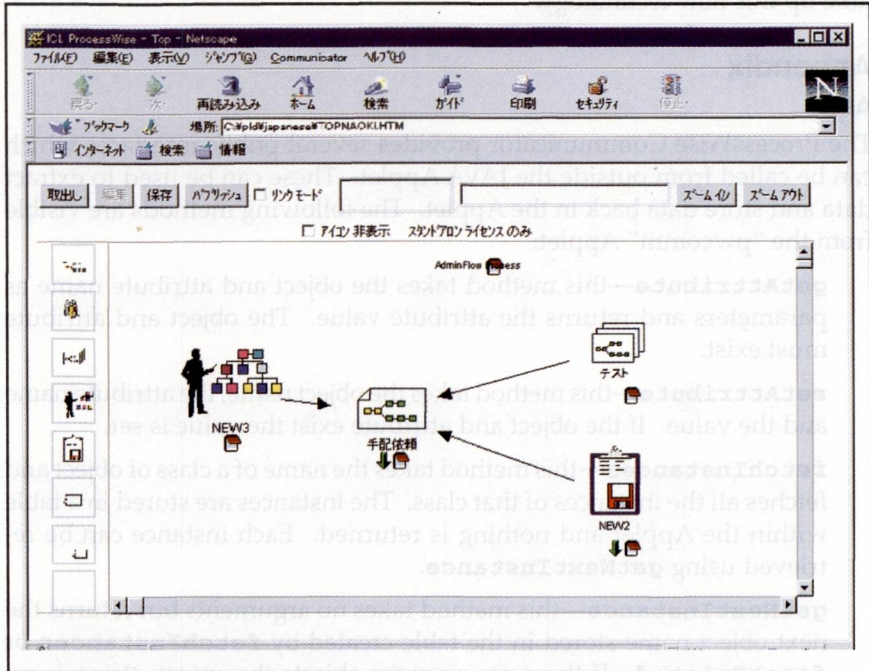 ICL ProcessWise - Top - Netscape
ファイル(F) 編集(E) 表示(V) ジャンプ(G) Communicator ヘルプ(H)
戻る 次 再読み込み ホーム 検索 ガイド 印刷 セキュリティ 停止
N
ブックマーク 場所: C:¥pld¥japanese¥TOPNAOKI.HTM
インターネット 検索 情報
取出し 編集 保存 パブリッシュ リンクモード ズームイン ズームアウト
アイコン非表示 スタンドアロンライセンスのみ
AdminFlow
テスト
NEW3
手配依頼
NEW2
Appendix
The ProcessWise Communicator provides several
can be called from outside the JAVA Applet. These can be used to extract
data and store data back in the Applet. The following methods are visible
from the "pwcomm" Applet:
getAttribute—this method takes the object and attribute name as
parameters and returns the attribute value. The object and attribute
must exist.
setAttribute—this method takes the object name, the attribute name
and the value. If the object and attribute exist the value is set.
fetchInstances—this method takes the name of a class of object and
fetches all the instances of that class. The instances are stored in a table
within the Applet and nothing is returned. Each instance can be re-
trieved using getNextInstance.
getNextInstance—this method takes no arguments but returns the
next object name stored in the table created by fetchInstances or